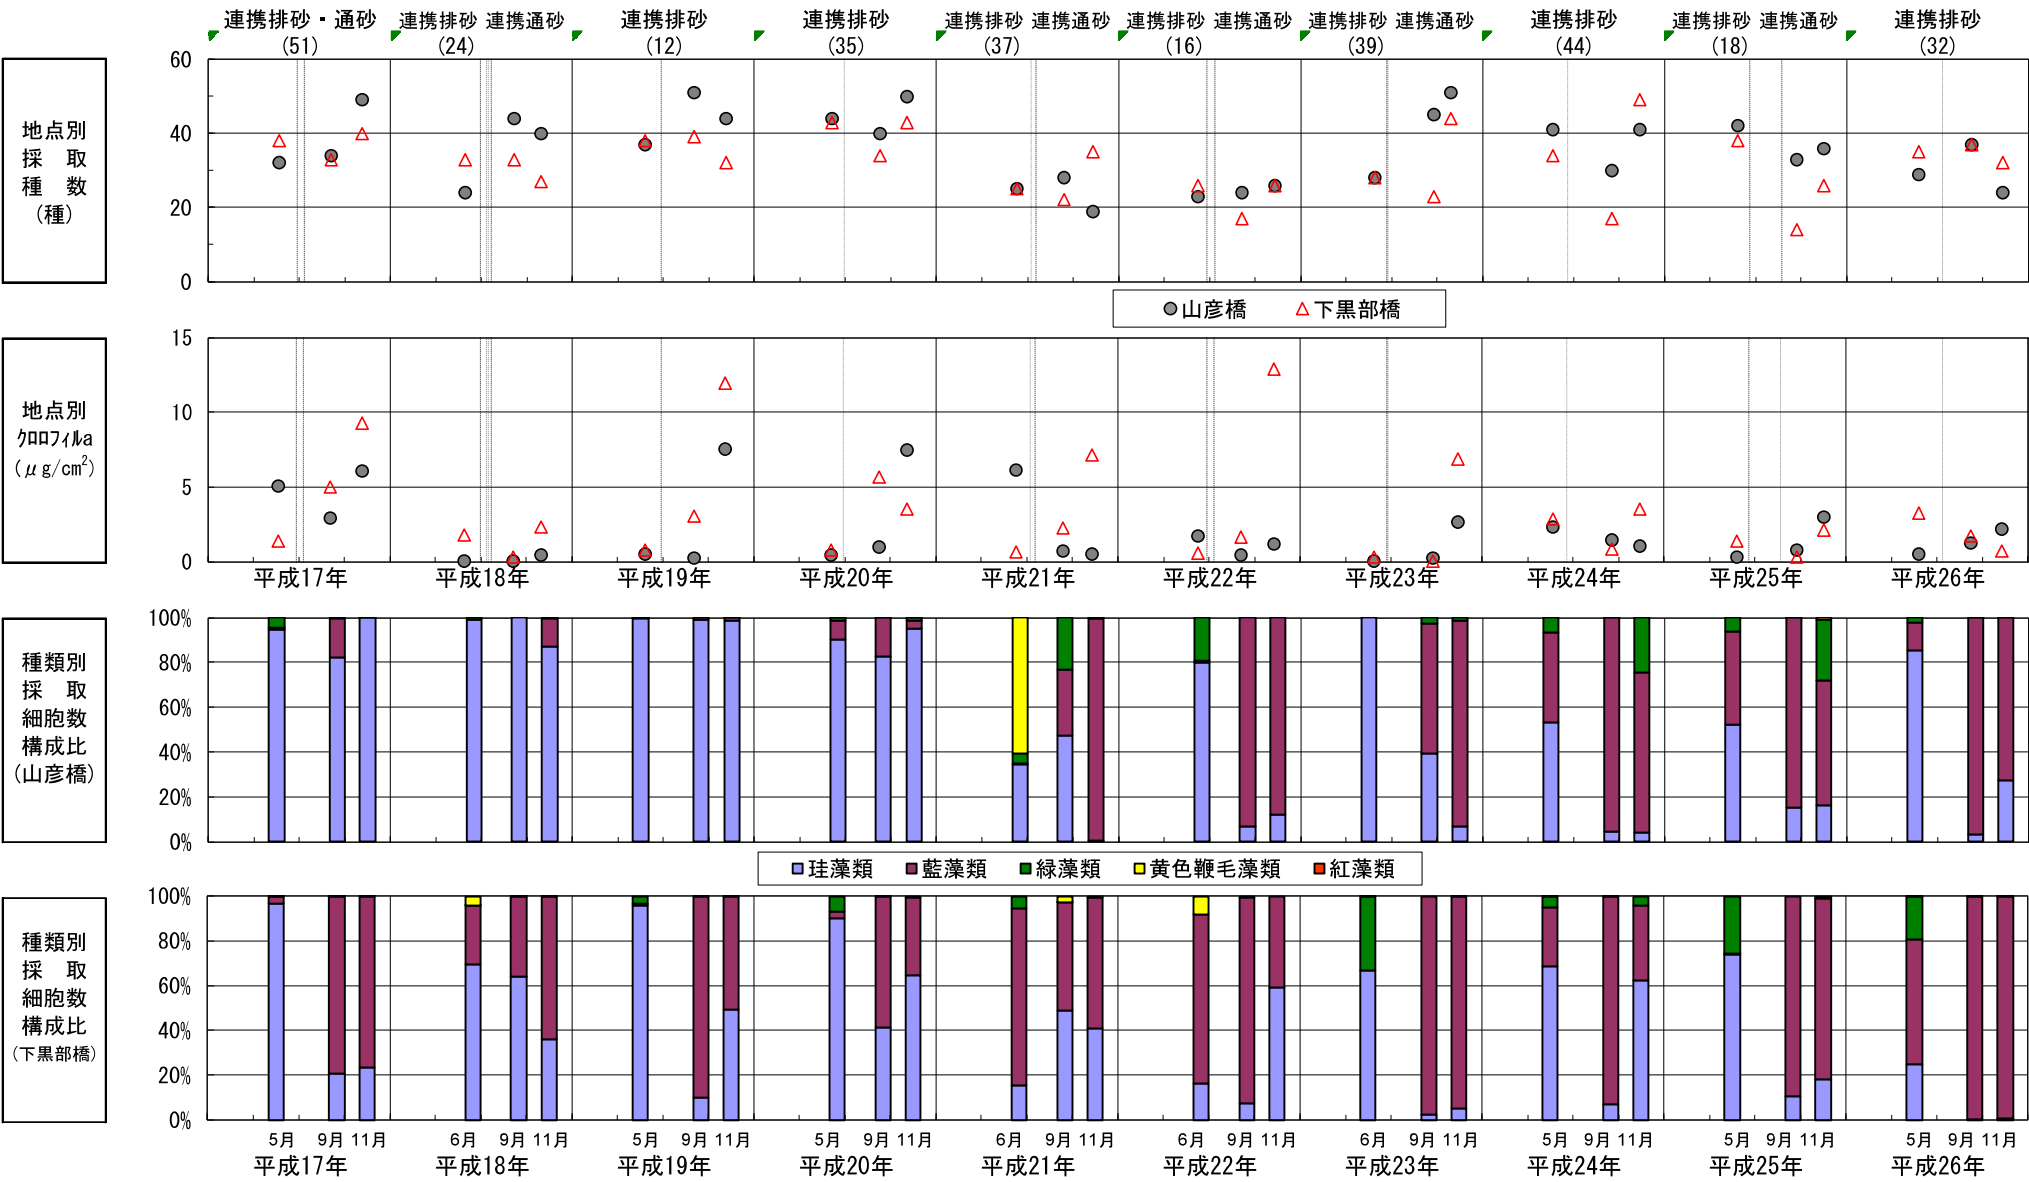 連携排砂・通砂 連携排砂 連携通砂 連携排砂 連携排砂 連携排砂 連携通砂 連携排砂 連携通砂 連携排砂 連携通砂 連携排砂 連携排砂 連携通砂 連携排砂
(51) (24) (12) (35) (37) (16) (39) (44) (18) (32)
地点別
採 取
種 数
(種)
60
40
20
0
山彦橋 下黒部橋
地点別
クロロフィルa
(μg/cm2)
15
10
5
0
平成17年 平成18年 平成19年 平成20年 平成21年 平成22年 平成23年 平成24年 平成25年 平成26年
種類別
採 取
細胞数
構成比
(山彦橋)
100%
80%
60%
40%
20%
0%
珪藻類 藍藻類 緑藻類 黄色鞭毛藻類 紅藻類
種類別
採 取
細胞数
構成比
(下黒部橋)
100%
80%
60%
40%
20%
0%
5月 9月 11月 6月 9月 11月 5月 9月 11月 5月 9月 11月 6月 9月 11月 6月 9月 11月 6月 9月 11月 5月 9月 11月 5月 9月 11月 5月 9月 11月
平成17年 平成18年 平成19年 平成20年 平成21年 平成22年 平成23年 平成24年 平成25年 平成26年